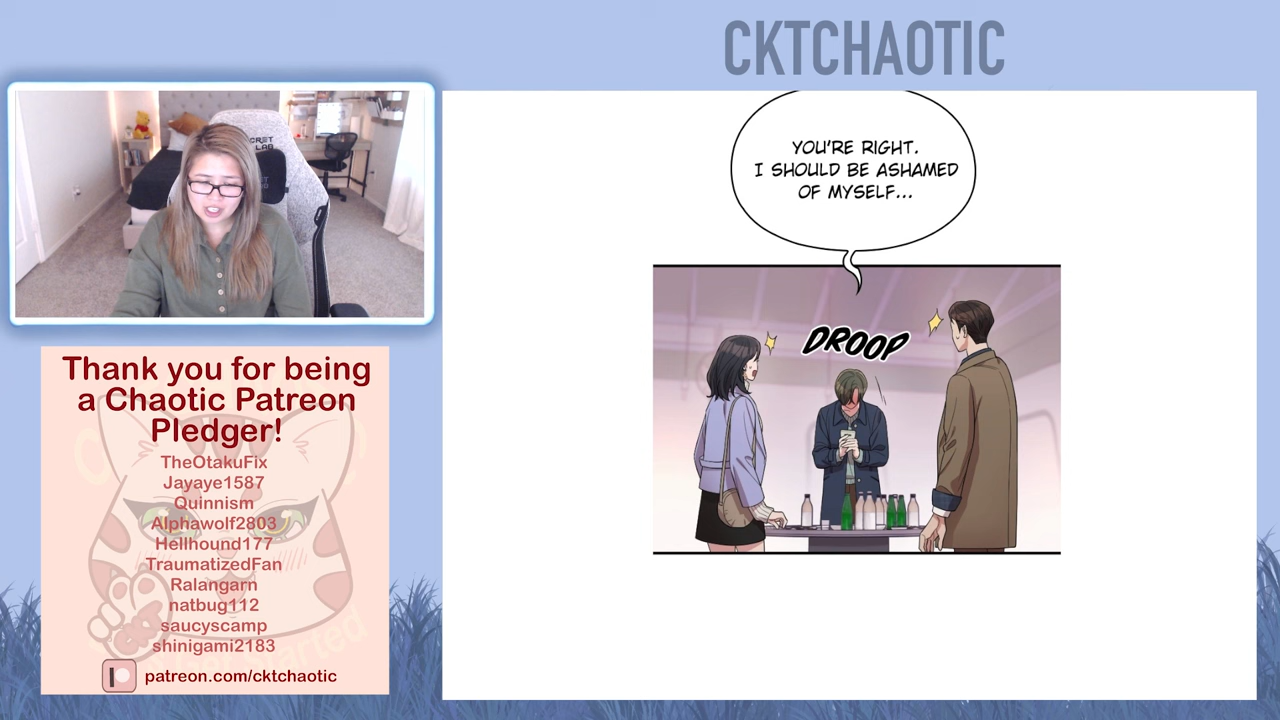 CKTCHAOTIC
YOU'RE RIGHT.
I SHOULD BE ASHAMED
OF MYSELF...
DROOP
Thank you for being
a Chaotic Patreon
Pledger!
TheOtakuFix
Jayaye1587
Quinnism
Alphawolf2803
Hellhound177
TraumatizedFan
Ralangarn
natbug112
saucyscamp
shinigami2183
patreon.com/cktchaotic